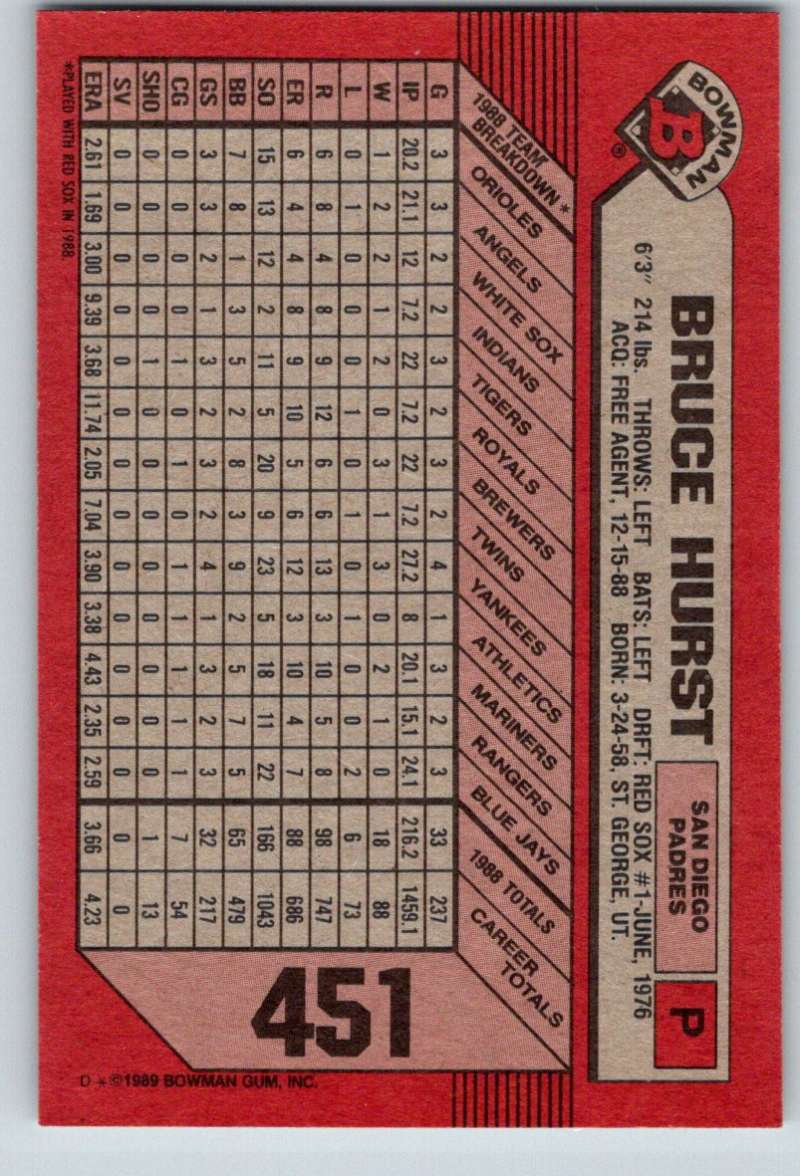 BOWMAN
B
®
BRUCE HURST
SAN DIEGO
PADRES
P
6'3" 214 lbs. THROWS: LEFT BATS: LEFT DRFT: RED SOX #1-JUNE, 1976
ACQ: FREE AGENT, 12-15-88 BORN: 3-24-58, ST. GEORGE, UT.
1988 TEAM
BREAKDOWN*
ORIOLES
ANGELS
WHITE SOX
INDIANS
TIGERS
ROYALS
BREWERS
TWINS
YANKEES
ATHLETICS
MARINERS
RANGERS
BLUE JAYS
1988 TOTALS
CAREER
TOTALS
G 3 3 2 2 3 2 3 2 4 1 3 2 3 33 237
IP 20.2 21.1 12 7.2 22 7.2 22 7.2 27.2 8 20.1 15.1 24.1 216.2 1459.1
W 1 2 2 1 2 0 3 1 3 0 2 1 0 18 88
L 0 1 0 0 0 1 0 1 0 1 0 0 2 6 73
R 6 8 4 8 9 12 6 6 13 3 10 5 8 98 747
ER 6 4 4 8 9 10 5 6 12 3 10 4 7 88 686
SO 15 13 12 2 11 5 20 9 23 5 18 11 22 166 1043
BB 7 8 1 3 5 2 8 3 9 2 5 7 5 65 479
GS 3 3 2 1 3 2 3 2 4 1 3 2 3 32 217
CG 0 0 0 0 1 0 1 0 1 1 1 1 1 7 54
SHO 0 0 0 0 1 0 0 0 0 0 0 0 0 1 13
SV 0 0 0 0 0 0 0 0 0 0 0 0 0 0 0
ERA 2.61 1.69 3.00 9.39 3.68 11.74 2.05 7.04 3.90 3.38 4.43 2.35 2.59 3.66 4.23
451
*PLAYED WITH RED SOX IN 1988.
D *©1989 BOWMAN GUM, INC.